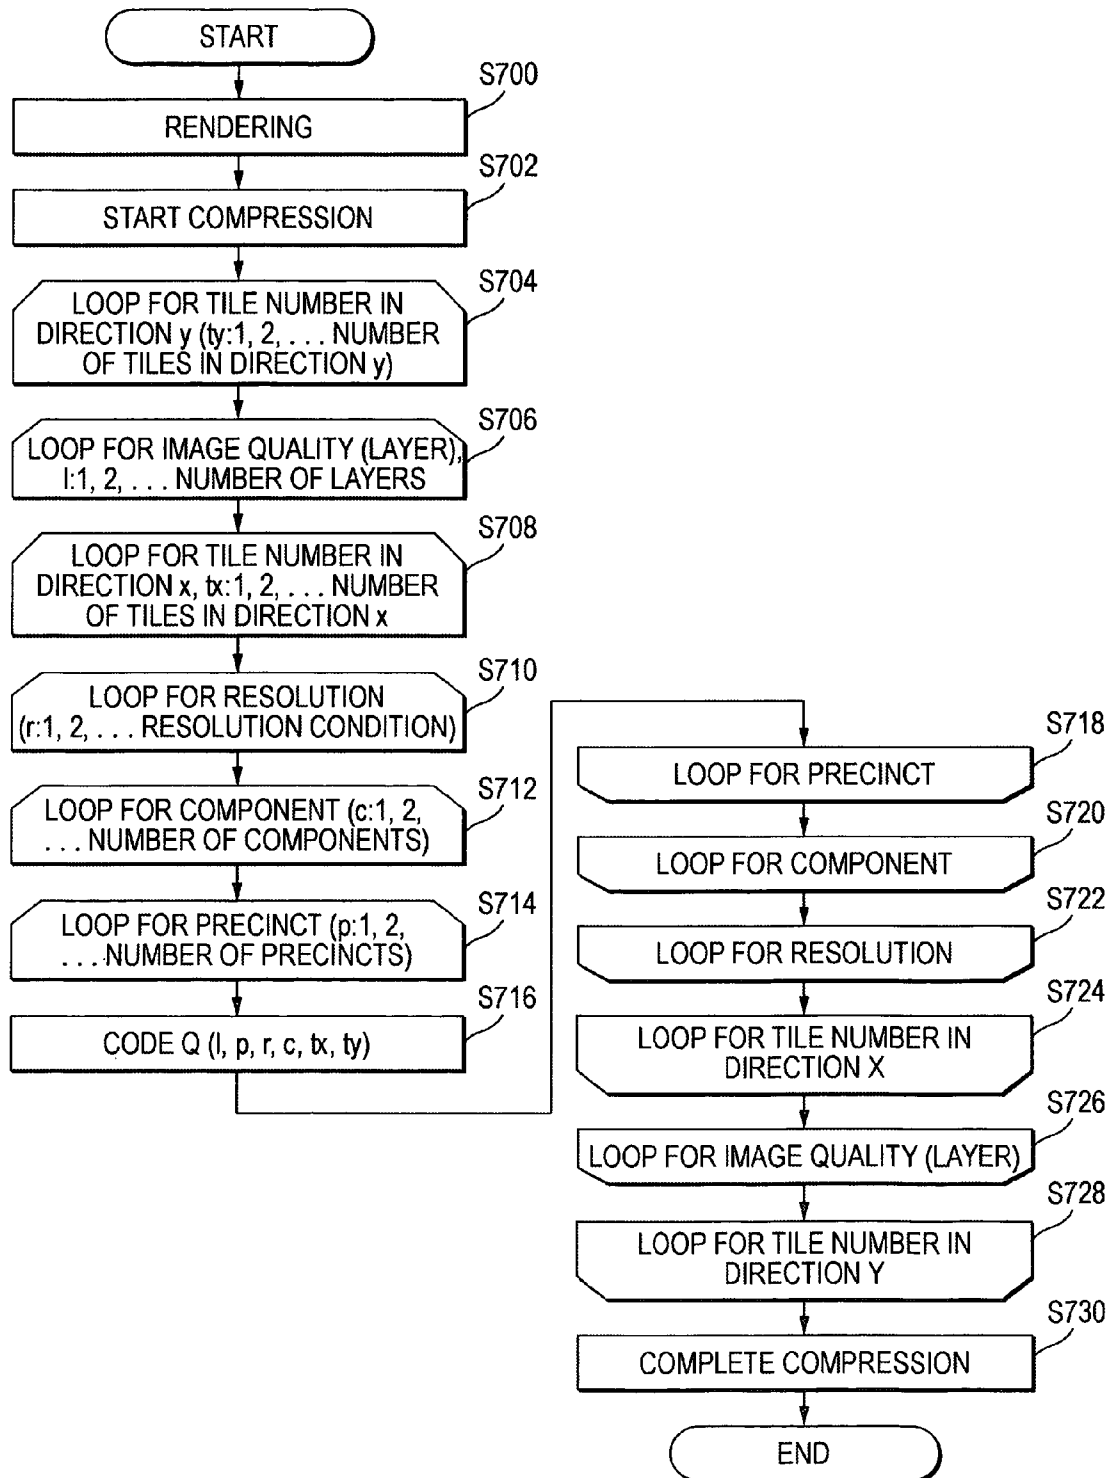 START
S700
RENDERING
S702
START COMPRESSION
S704
LOOP FOR TILE NUMBER IN
DIRECTION y (ty:1, 2, . . . NUMBER
OF TILES IN DIRECTION y)
S706
LOOP FOR IMAGE QUALITY (LAYER),
l:1, 2, . . . NUMBER OF LAYERS
S708
LOOP FOR TILE NUMBER IN
DIRECTION x, tx:1, 2, . . . NUMBER
OF TILES IN DIRECTION x
S710
LOOP FOR RESOLUTION
(r:1, 2, . . . RESOLUTION CONDITION)
S712
LOOP FOR COMPONENT (c:1, 2,
. . . NUMBER OF COMPONENTS)
S714
LOOP FOR PRECINCT (p:1, 2,
. . . NUMBER OF PRECINCTS)
S716
CODE Q (l, p, r, c, tx, ty)
S718
LOOP FOR PRECINCT
S720
LOOP FOR COMPONENT
S722
LOOP FOR RESOLUTION
S724
LOOP FOR TILE NUMBER IN
DIRECTION X
S726
LOOP FOR IMAGE QUALITY (LAYER)
S728
LOOP FOR TILE NUMBER IN
DIRECTION Y
S730
COMPLETE COMPRESSION
END